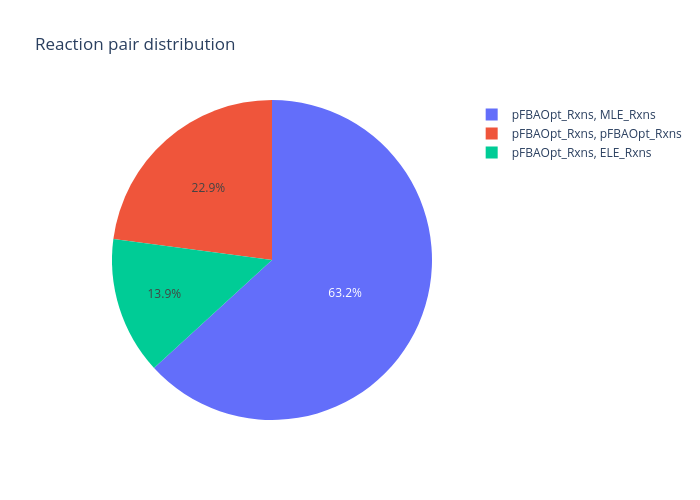 Reaction pair distribution
pFBAOpt_Rxns, MLE_Rxns
pFBAOpt_Rxns, pFBAOpt_Rxns
pFBAOpt_Rxns, ELE_Rxns
22.9%
13.9%
63.2%